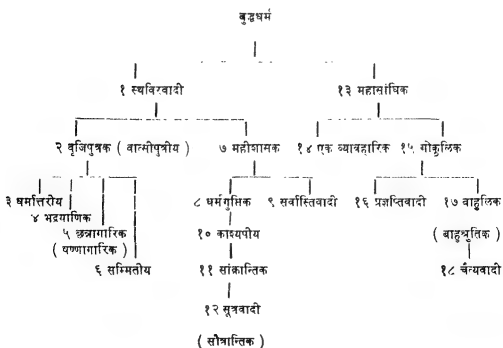 बुद्धधर्म
१ स्थविरवादी १३ महासांघिक
२ वृजिपुत्रक ( वात्सीपुत्रीय ) ७ महीशासक १४ एक व्यावहारिक १५ गोकुलिक
३ धर्मोत्तरीय ८ धर्मगुप्तिक ९ सर्वास्तिवादी १६ प्रज्ञप्तिवादी १७ बाहुलिक
४ भद्रयाणिक
५ छन्नागारिक १० काश्यपीय ( बाहुश्रुतिक )
( षण्णागारिक )
६ सम्मितीय ११ सांक्रान्तिक १८ चैत्यवादी
१२ सूत्रवादी
( सौत्रान्तिक )